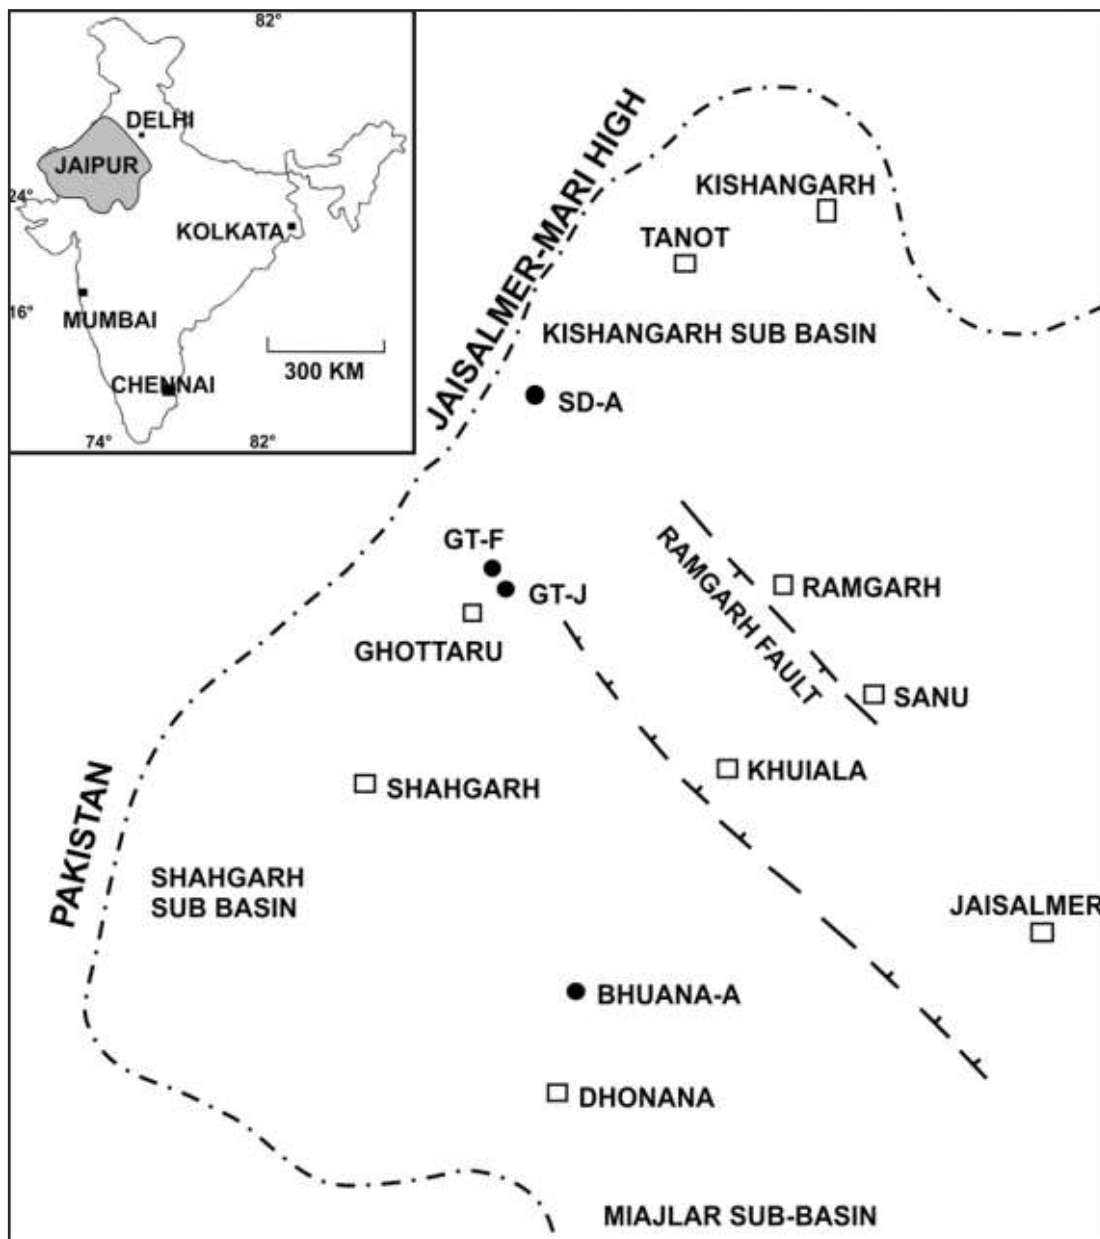 82°
DELHI
JAIPUR
24°
KOLKATA
16°
MUMBAI
300 KM
CHENNAI
74°
82°
JAISALMER-MARI HIGH
KISHANGARH
TANOT
KISHANGARH SUB BASIN
SD-A
GT-F
GT-J
GHOTTARU
RAMGARH FAULT
RAMGARH
SANU
KHUIALA
SHAHGARH
PAKISTAN
SHAHGARH
SUB BASIN
JAISALMER
BHUANA-A
DHONANA
MIAJLAR SUB-BASIN